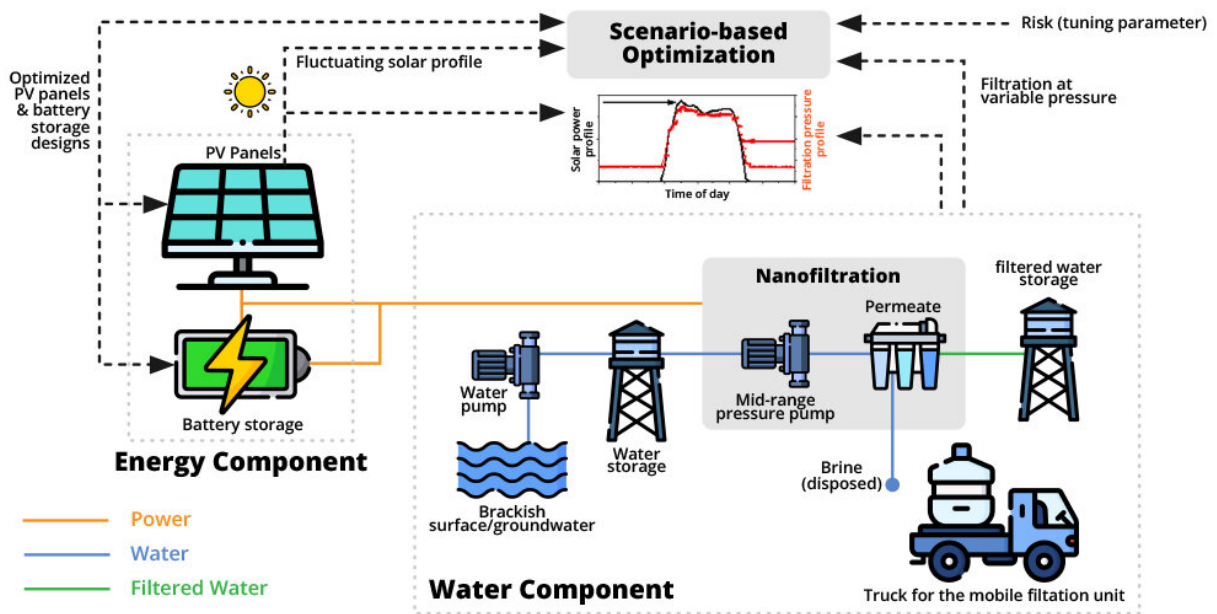 Scenario-based
Optimization
Risk (tuning parameter)
Fluctuating solar profile
Optimized
PV panels
& battery
storage
designs
Filtration at
variable pressure
Solar power
profile
Filtration pressure
profile
Time of day
PV Panels
Battery storage
Energy Component
Nanofiltration
Permeate
filtered water
storage
Water
pump
Water
storage
Mid-range
pressure pump
Brackish
surface/groundwater
Brine
(disposed)
Truck for the mobile filtation unit
Water Component
Power
Water
Filtered Water